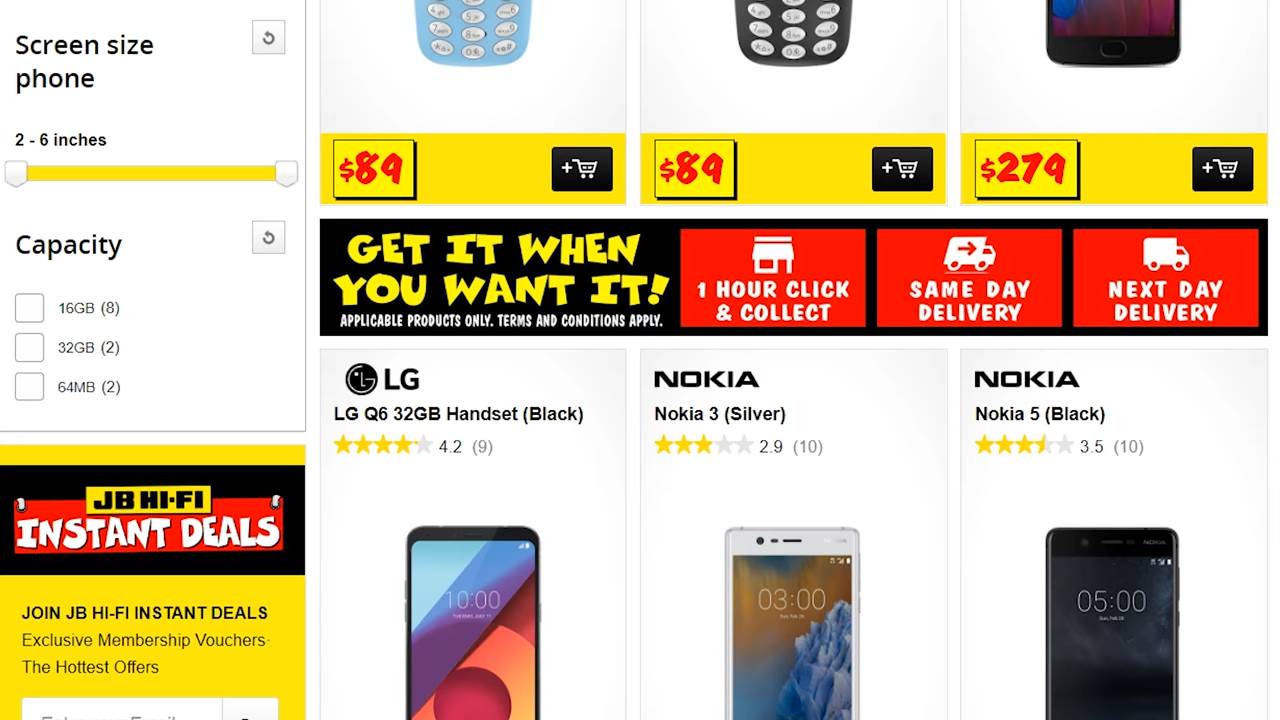 Screen size
phone
2 - 6 inches
Capacity
16GB (8)
32GB (2)
64MB (2)
JB HI-FI
INSTANT DEALS
JOIN JB HI-FI INSTANT DEALS
Exclusive Membership Vouchers
The Hottest Offers
$89
$89
$279
GET IT WHEN
YOU WANT IT!
APPLICABLE PRODUCTS ONLY. TERMS AND CONDITIONS APPLY.
1 HOUR CLICK
& COLLECT
SAME DAY
DELIVERY
NEXT DAY
DELIVERY
LG
LG Q6 32GB Handset (Black)
4.2 (9)
10:00
NOKIA
Nokia 3 (Silver)
2.9 (10)
03:00
NOKIA
Nokia 5 (Black)
3.5 (10)
NOKIA
05:00